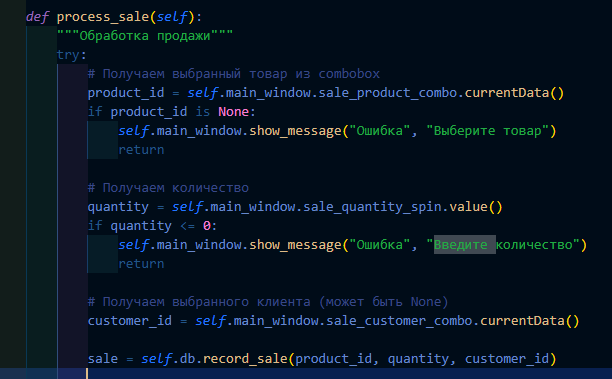 def process_sale(self):
"""Обработка продажи"""
try:
# Получаем выбранный товар из combobox
product_id = self.main_window.sale_product_combo.currentData()
if product_id is None:
self.main_window.show_message("Ошибка", "Выберите товар")
return
# Получаем количество
quantity = self.main_window.sale_quantity_spin.value()
if quantity <= 0:
self.main_window.show_message("Ошибка", "Введите количество")
return
# Получаем выбранного клиента (может быть None)
customer_id = self.main_window.sale_customer_combo.currentData()
sale = self.db.record_sale(product_id, quantity, customer_id)